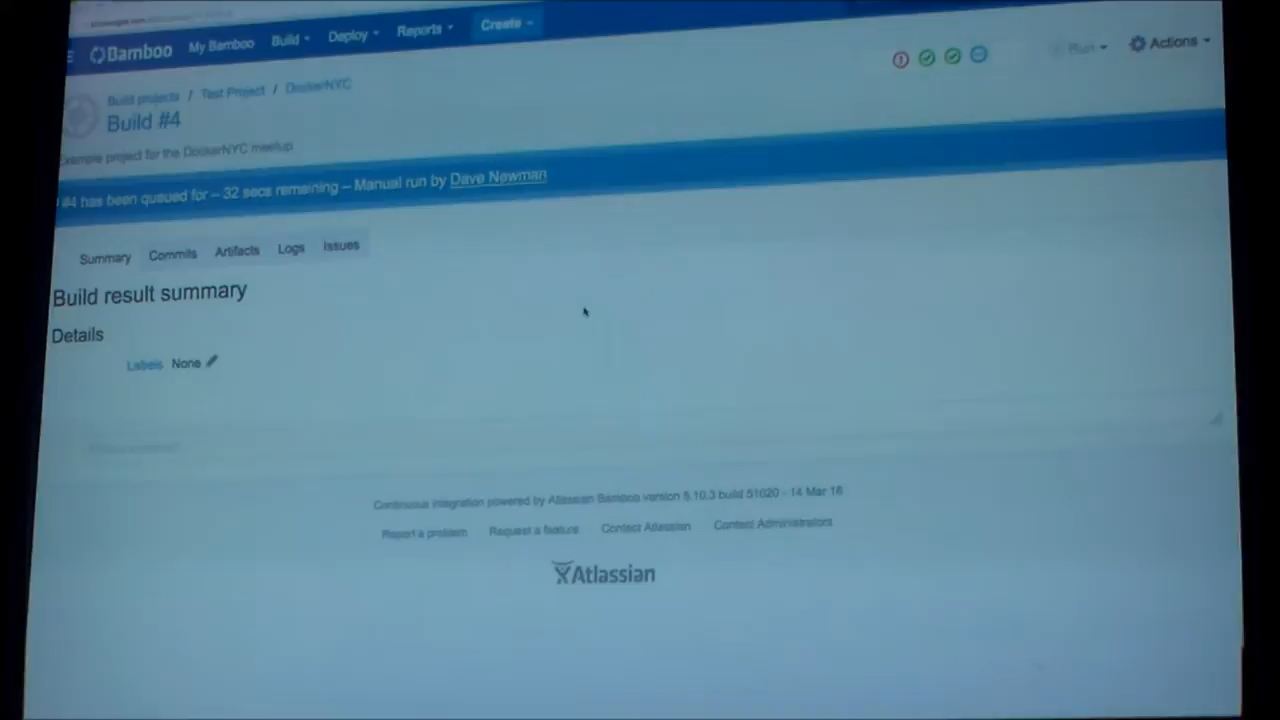 Bamboo My Bamboo Build Deploy Reports Create
Run Actions
Build projects / Test Project / DockerNYC
Build #4
Example project for the DockerNYC meetup
#4 has been queued for – 32 secs remaining – Manual run by Dave Newman
Summary Commits Artifacts Logs Issues
Build result summary
Details
Labels None
Continuous integration powered by Atlassian Bamboo version 5.10.3 build 51020 - 14 Mar 16
Report a problem Request a feature Contact Atlassian Contact Administrators
Atlassian